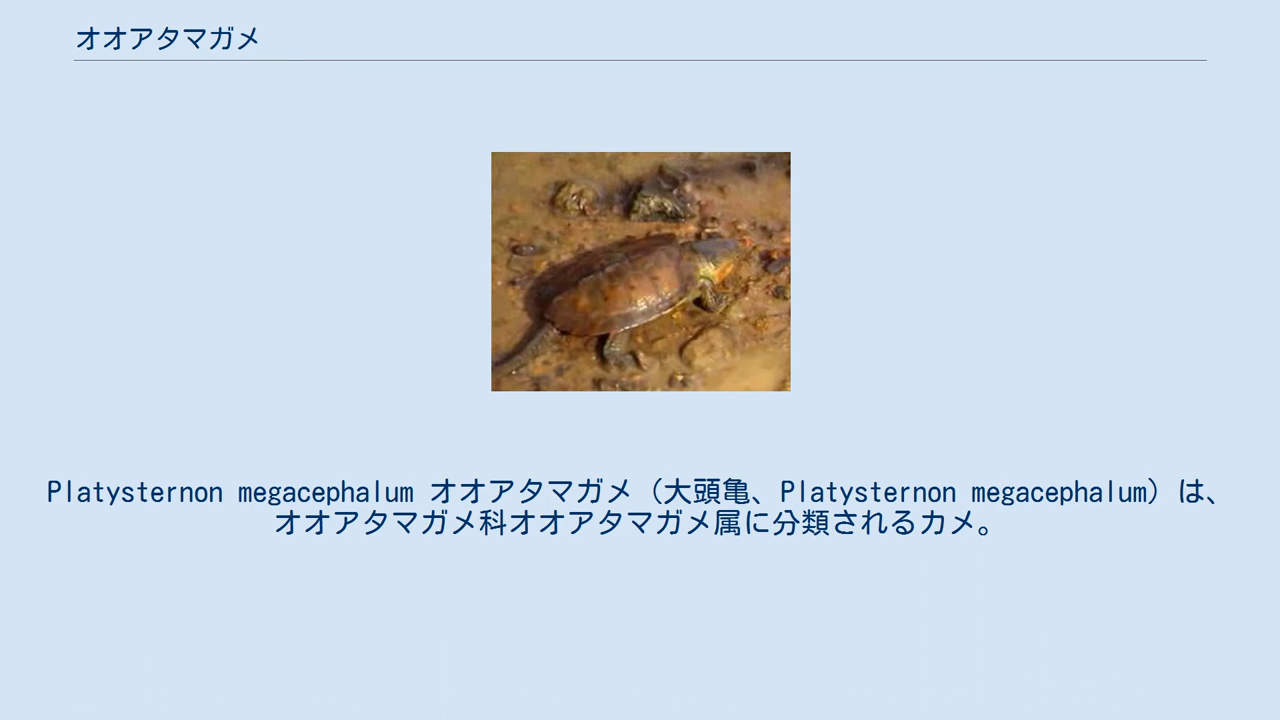 オオアタマガメ
Platysternon megacephalum オオアタマガメ（大頭亀、Platysternon megacephalum）は、
オオアタマガメ科オオアタマガメ属に分類されるカメ。